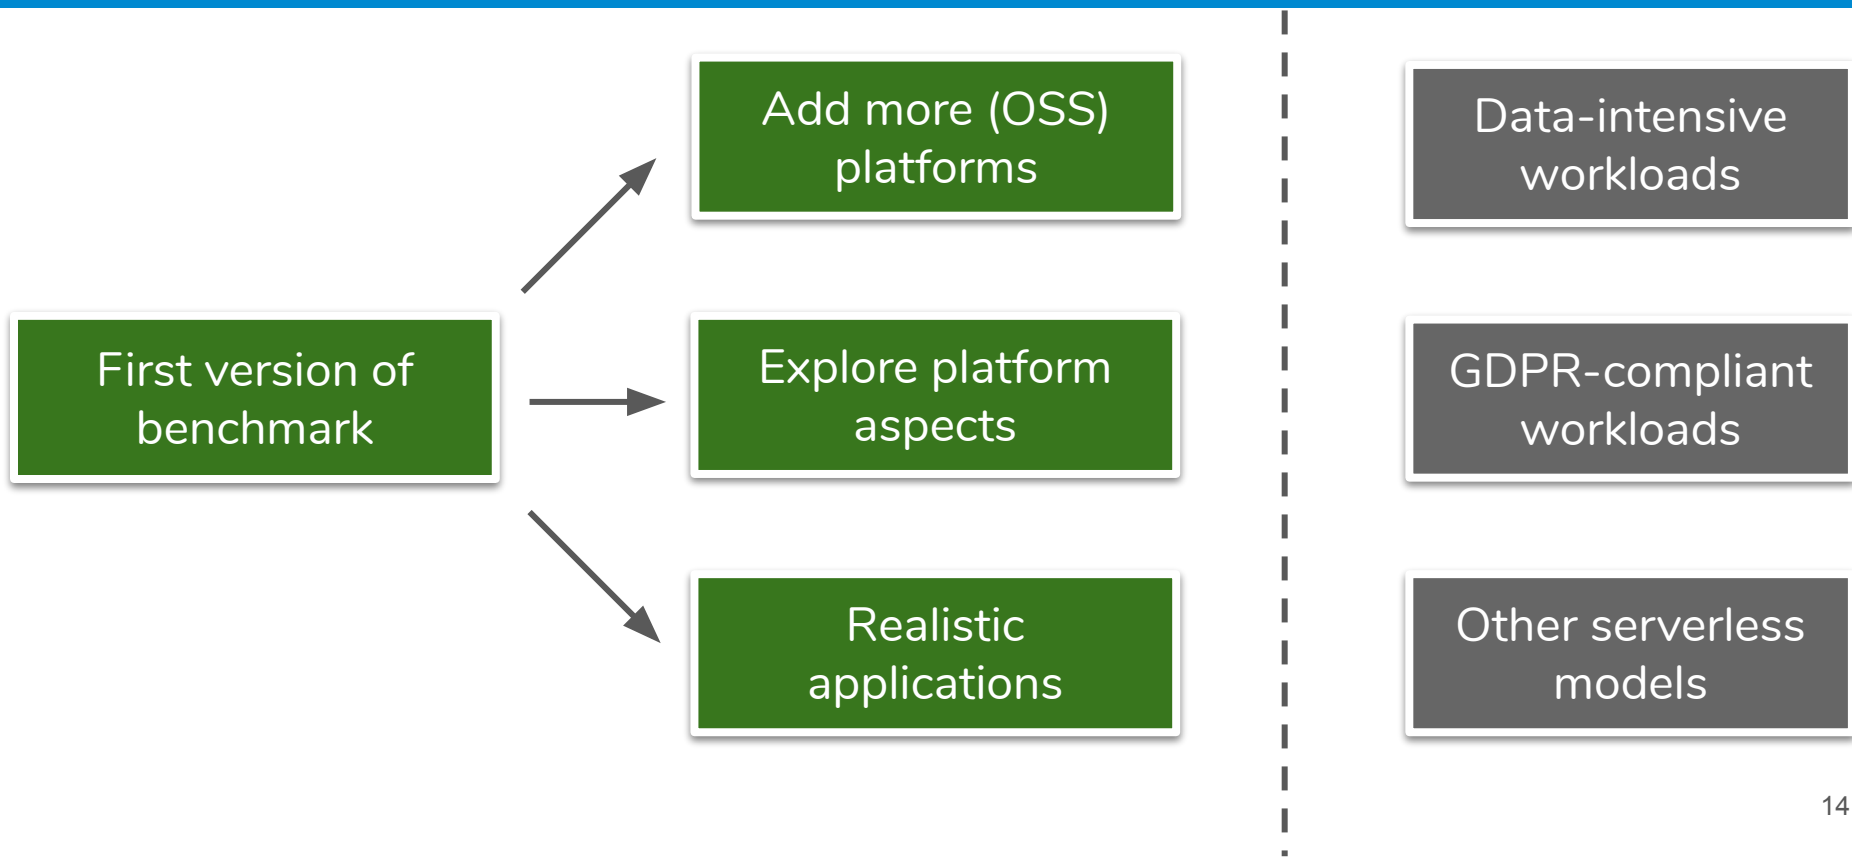 First version of
benchmark
Add more (OSS)
platforms
Explore platform
aspects
Realistic
applications
Data-intensive
workloads
GDPR-compliant
workloads
Other serverless
models
14